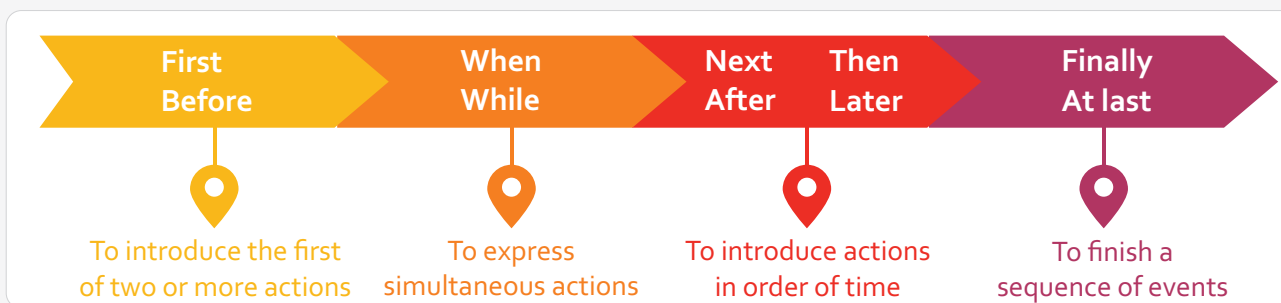 First
Before
When
While
Next Then
After Later
Finally
At last
To introduce the first
of two or more actions
To express
simultaneous actions
To introduce actions
in order of time
To finish a
sequence of events